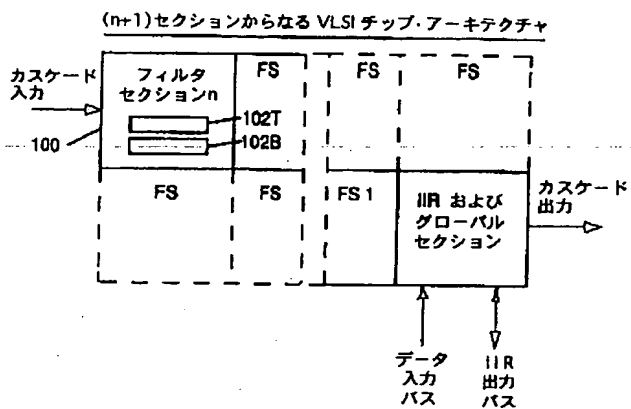 (n+1)セクションからなる VLSI チップ・アーキテクチャ
カスケード
入力
フィルタ
セクションn
FS
FS
FS
102T
102B
100
FS
FS
FS 1
IIR および
グローバル
セクション
カスケード
出力
データ
入力
バス
IIR
出力
バス